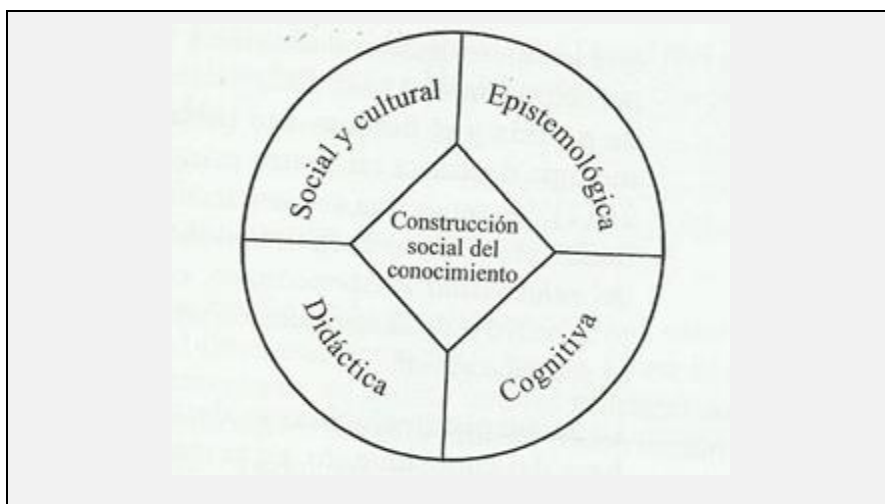 Social y cultural
Epistemológica
Construcción
social del
conocimiento
Didáctica
Cognitiva